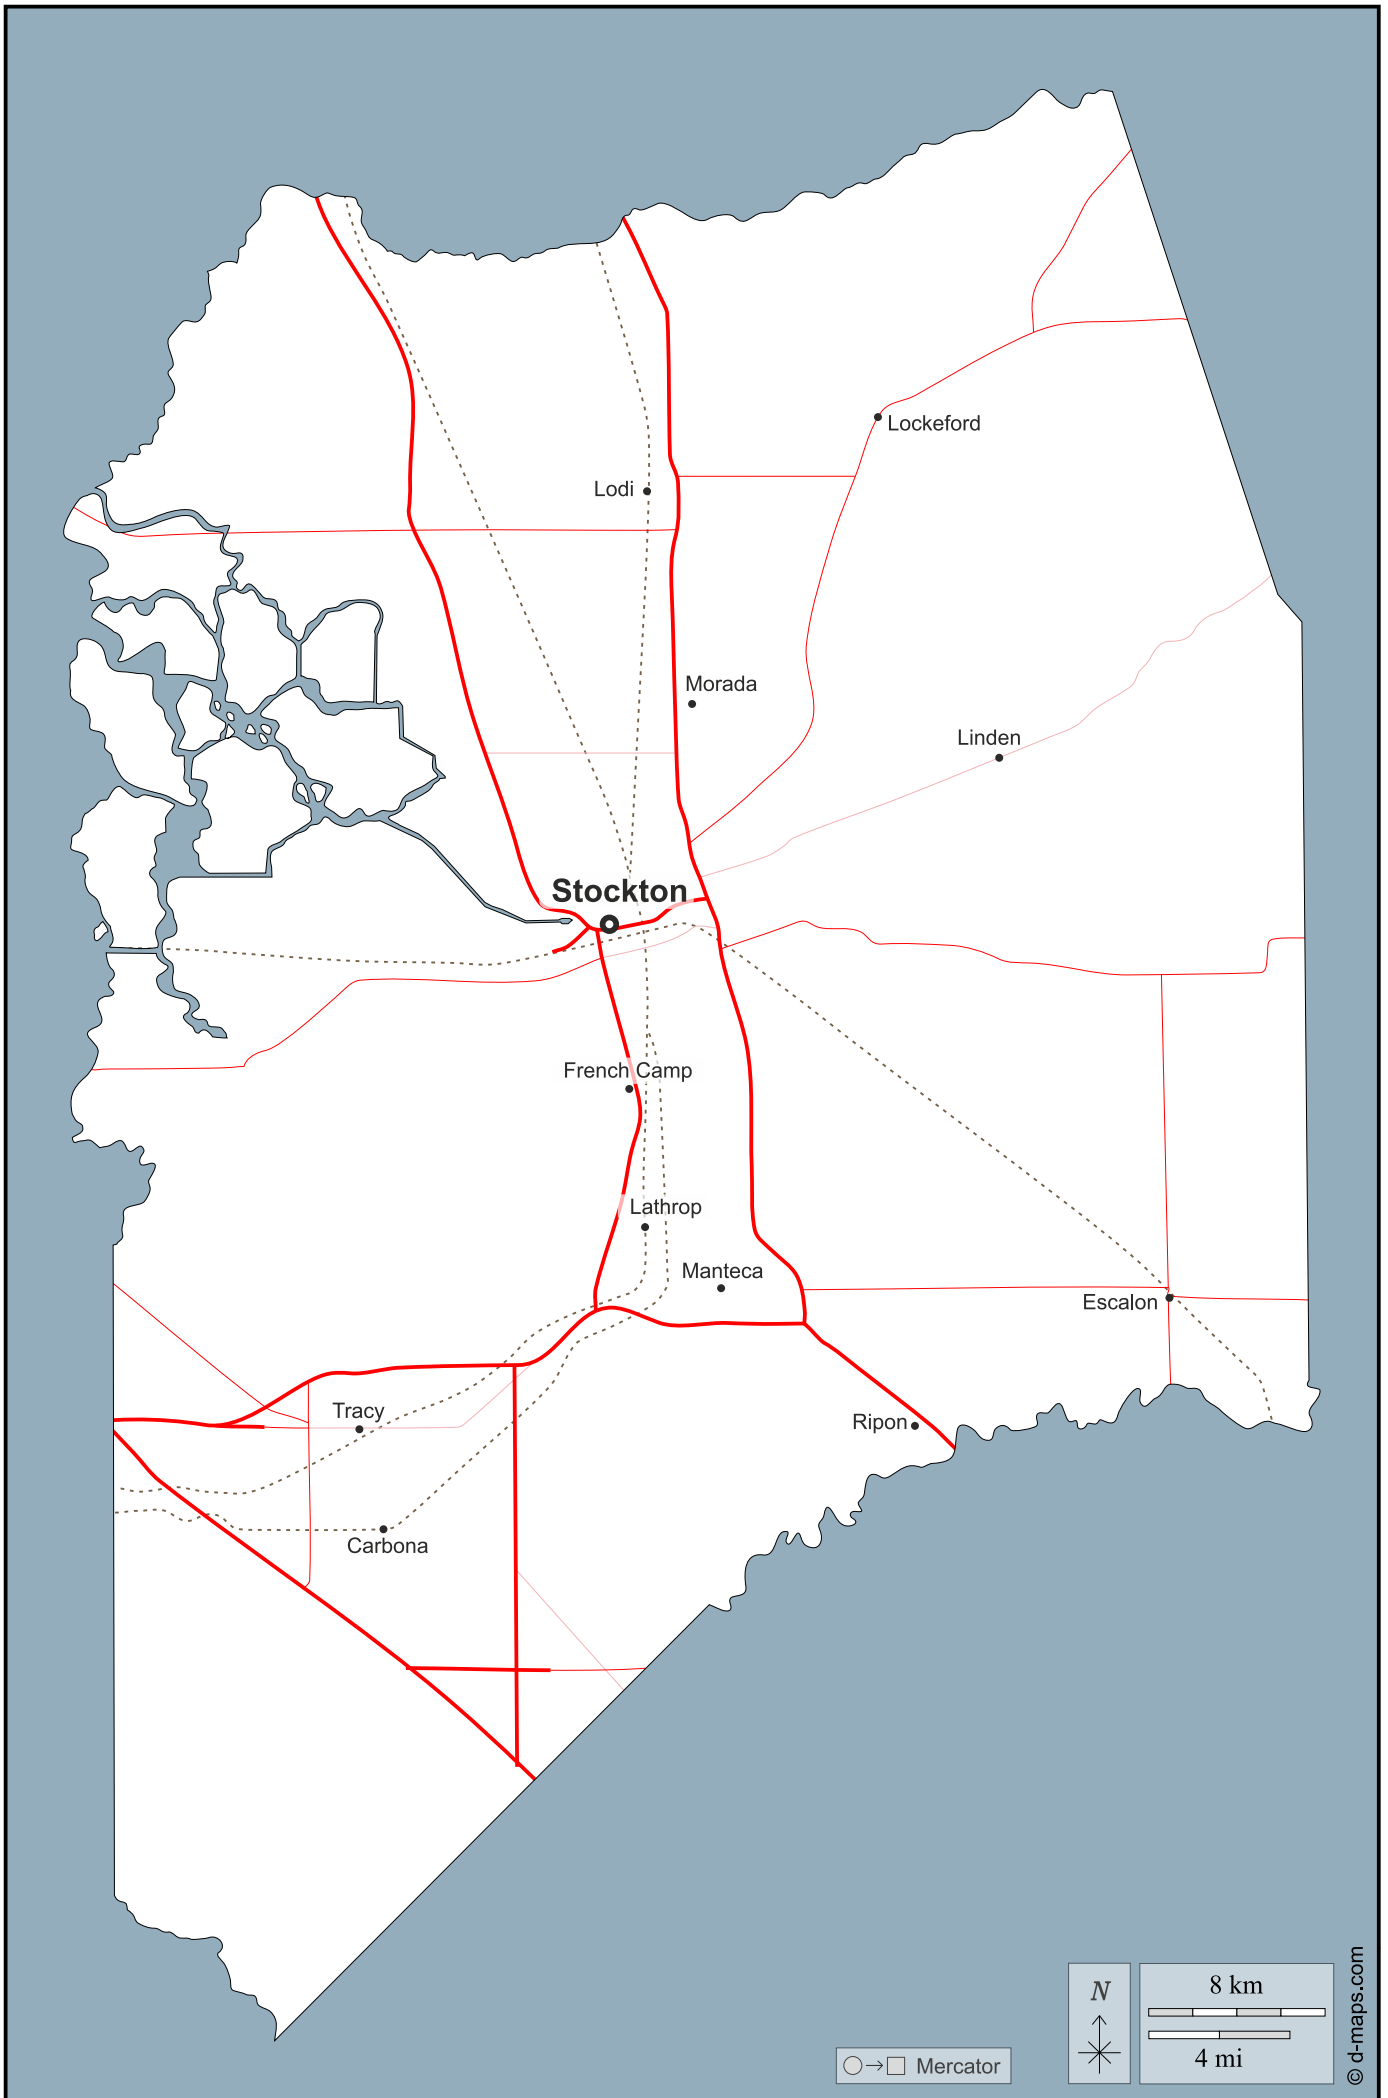 Lockeford
Lodi
Morada
Linden
Stockton
French Camp
Lathrop
Manteca
Escalon
Tracy
Ripon
Carbona
N
8 km
4 mi
Mercator
© d-maps.com